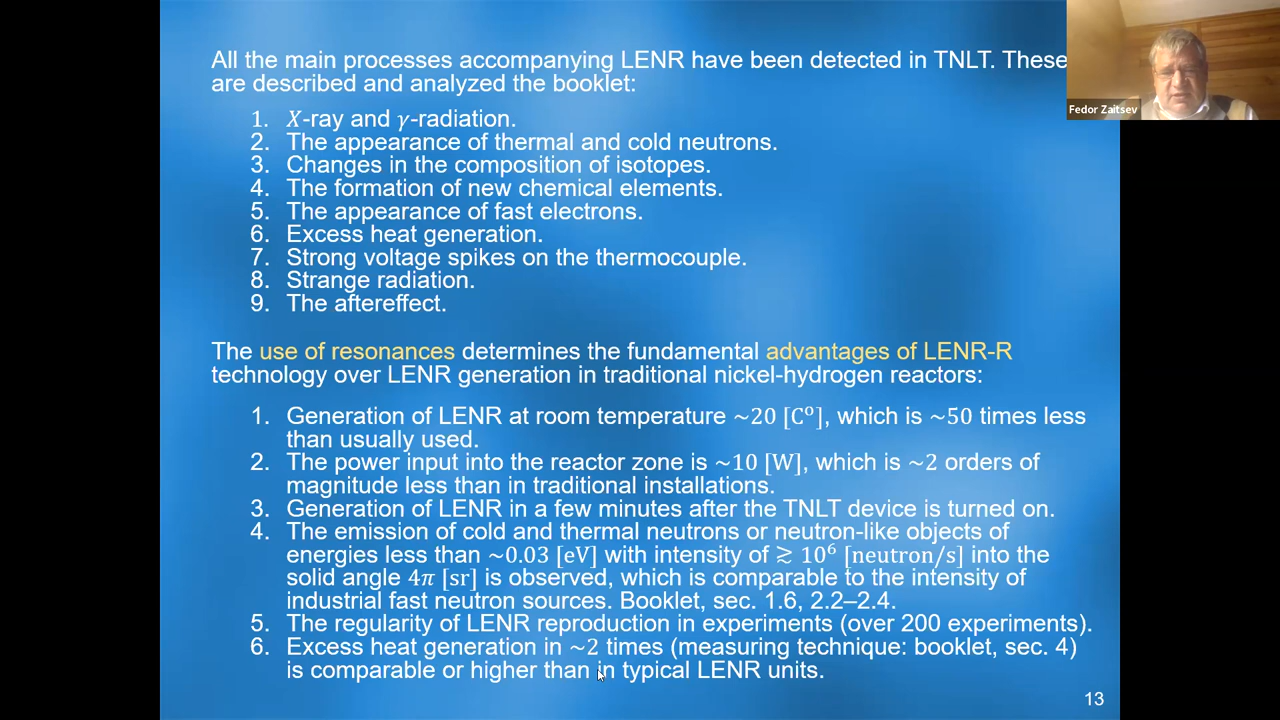 All the main processes accompanying LENR have been detected in TNLT. These
are described and analyzed the booklet:
1. X-ray and γ-radiation.
2. The appearance of thermal and cold neutrons.
3. Changes in the composition of isotopes.
4. The formation of new chemical elements.
5. The appearance of fast electrons.
6. Excess heat generation.
7. Strong voltage spikes on the thermocouple.
8. Strange radiation.
9. The aftereffect.
Fedor Zaitsev
The use of resonances determines the fundamental advantages of LENR-R
technology over LENR generation in traditional nickel-hydrogen reactors:
1. Generation of LENR at room temperature ~20 [C⁰], which is ~50 times less
than usually used.
2. The power input into the reactor zone is ~10 [W], which is ~2 orders of
magnitude less than in traditional installations.
3. Generation of LENR in a few minutes after the TNLT device is turned on.
4. The emission of cold and thermal neutrons or neutron-like objects of
energies less than ~0.03 [eV] with intensity of ≳ 10⁶ [neutron/s] into the
solid angle 4π [sr] is observed, which is comparable to the intensity of
industrial fast neutron sources. Booklet, sec. 1.6, 2.2–2.4.
5. The regularity of LENR reproduction in experiments (over 200 experiments).
6. Excess heat generation in ~2 times (measuring technique: booklet, sec. 4)
is comparable or higher than in typical LENR units.
13